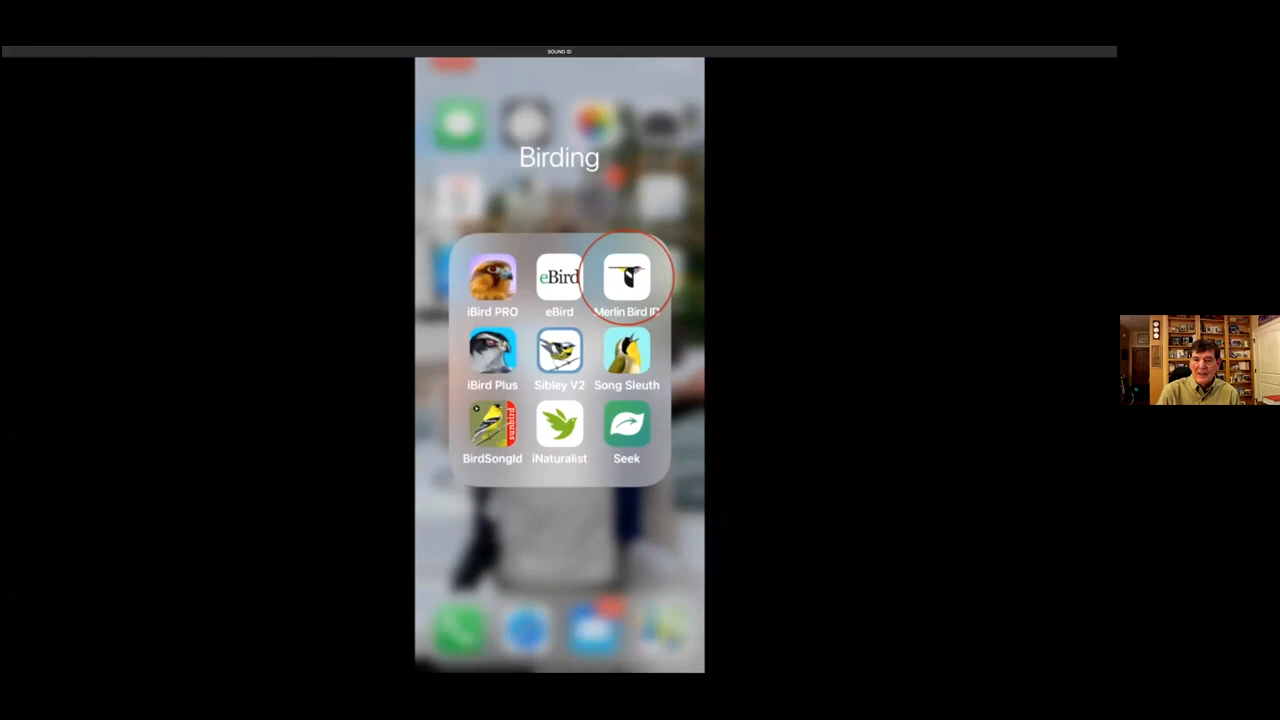 SOUND ID
Birding
eBird
iBird PRO
eBird
Merlin Bird ID
iBird Plus
Sibley V2
Song Sleuth
sunbird
BirdSongId
iNaturalist
Seek